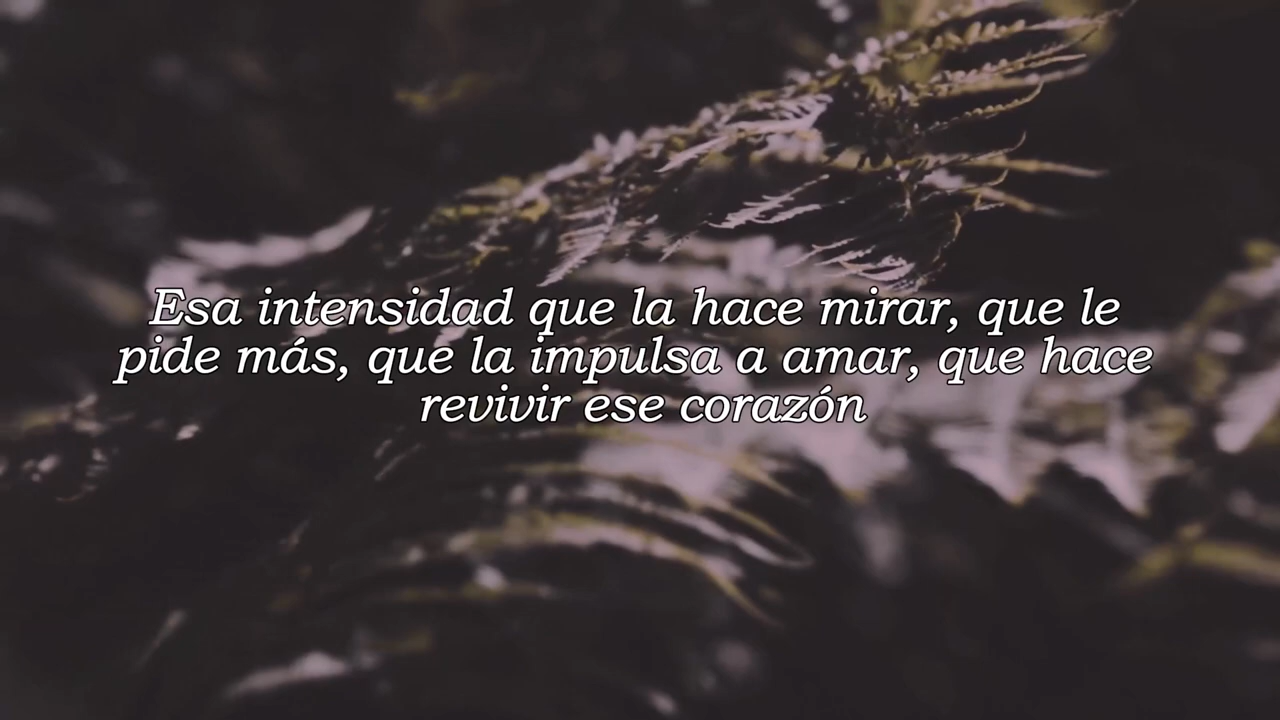 Esa intensidad que la hace mirar, que le
pide más, que la impulsa a amar, que hace
revivir ese corazón